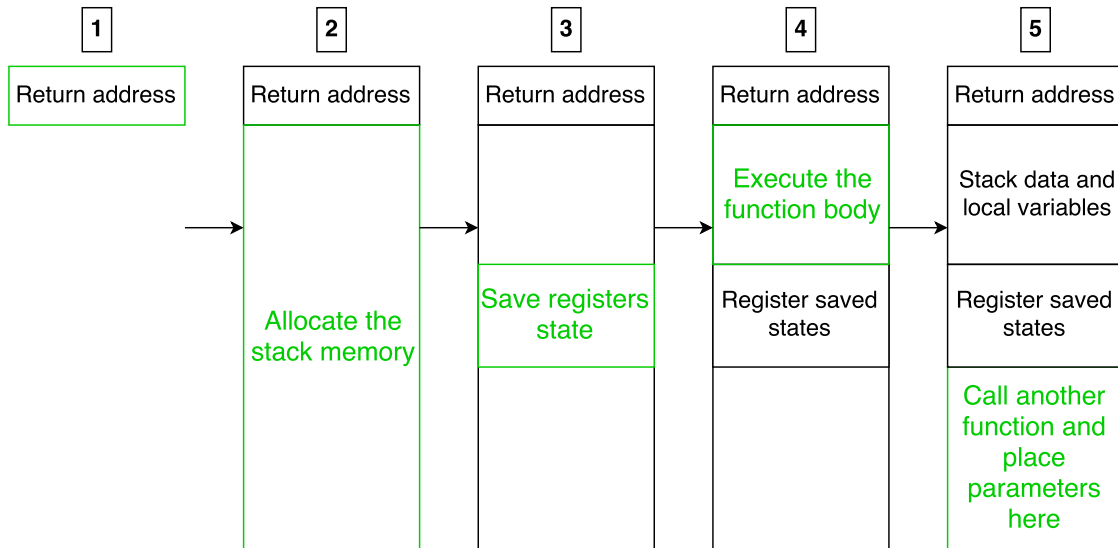 1
2
3
4
5
Return address
Return address
Return address
Return address
Return address
Allocate the
stack memory
Save registers
state
Execute the
function body
Register saved
states
Stack data and
local variables
Register saved
states
Call another
function and
place
parameters
here